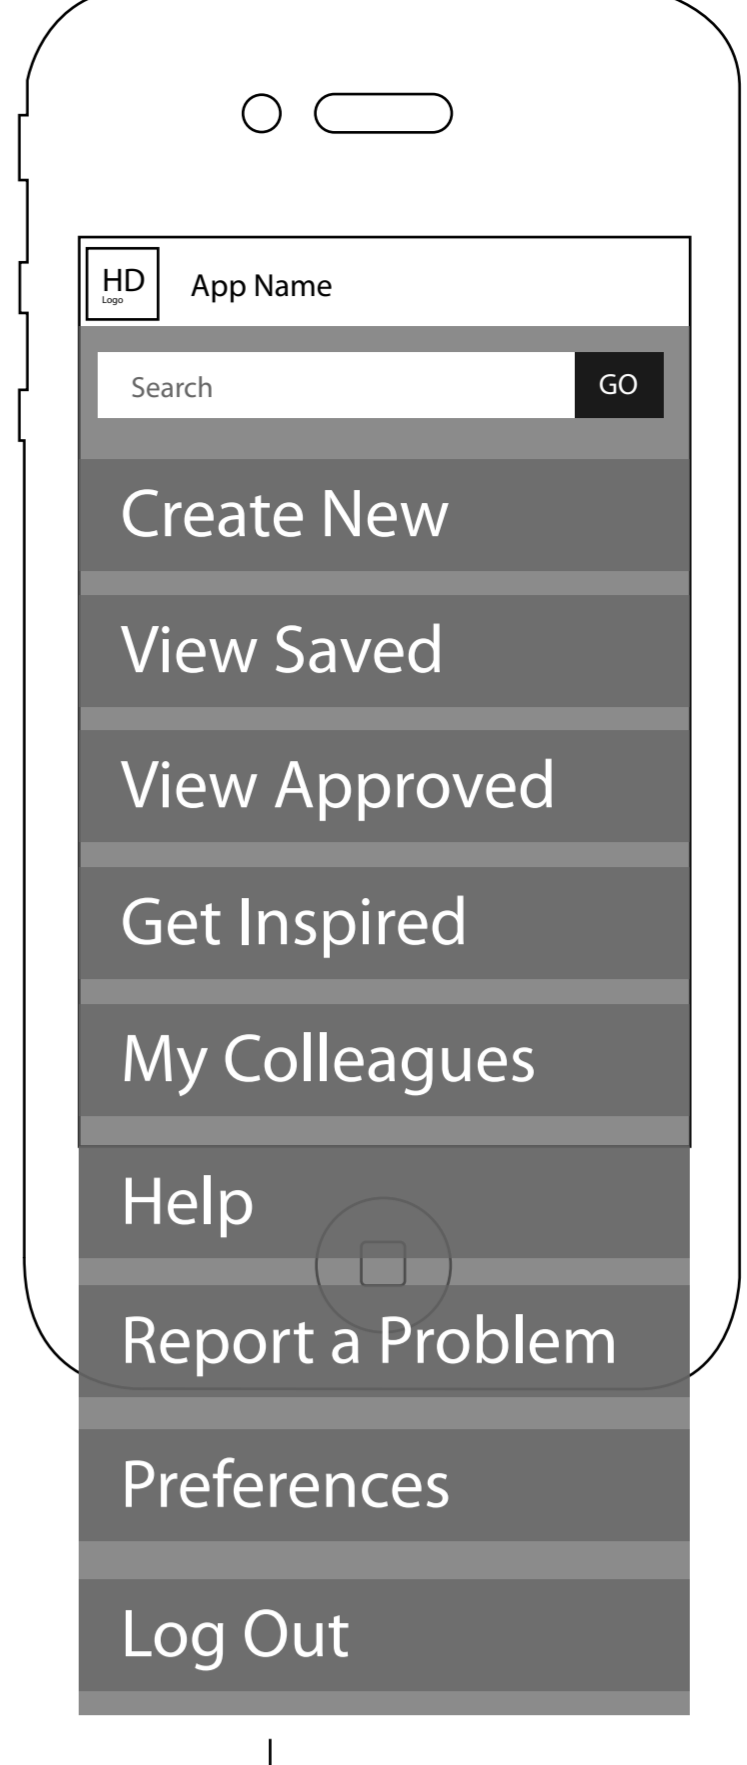 HD
Logo
App Name
Search
GO
Create New
View Saved
View Approved
Get Inspired
My Colleagues
Help
Report a Problem
Preferences
Log Out